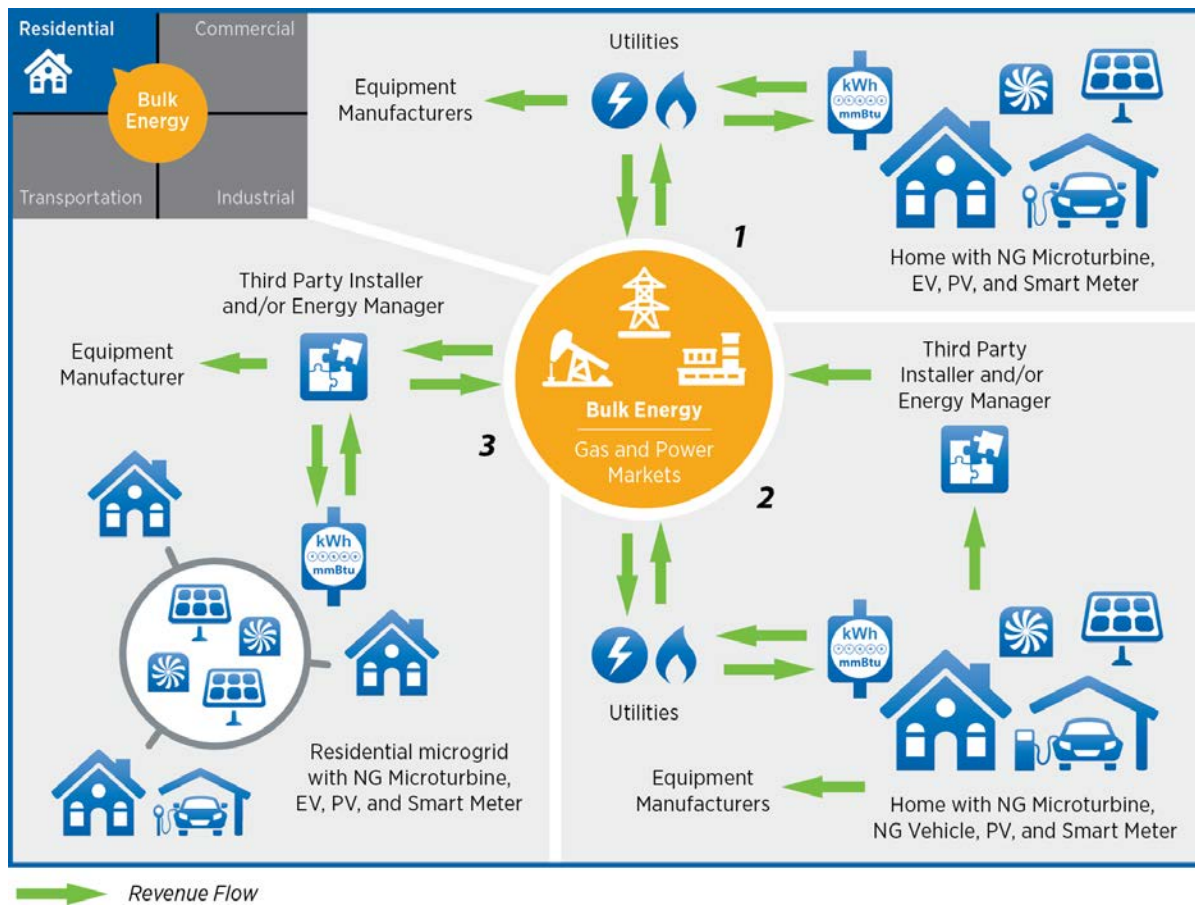 Residential
Commercial
Bulk
Energy
Transportation
Industrial
Utilities
Equipment
Manufacturers
kWh
mmBtu
Home with NG Microturbine,
EV, PV, and Smart Meter
1
Third Party Installer
and/or Energy Manager
Equipment
Manufacturer
kWh
mmBtu
Residential microgrid
with NG Microturbine,
EV, PV, and Smart Meter
3
Bulk Energy
Gas and Power
Markets
2
Third Party
Installer and/or
Energy Manager
kWh
mmBtu
Utilities
Equipment
Manufacturers
Home with NG Microturbine,
NG Vehicle, PV, and Smart Meter
Revenue Flow